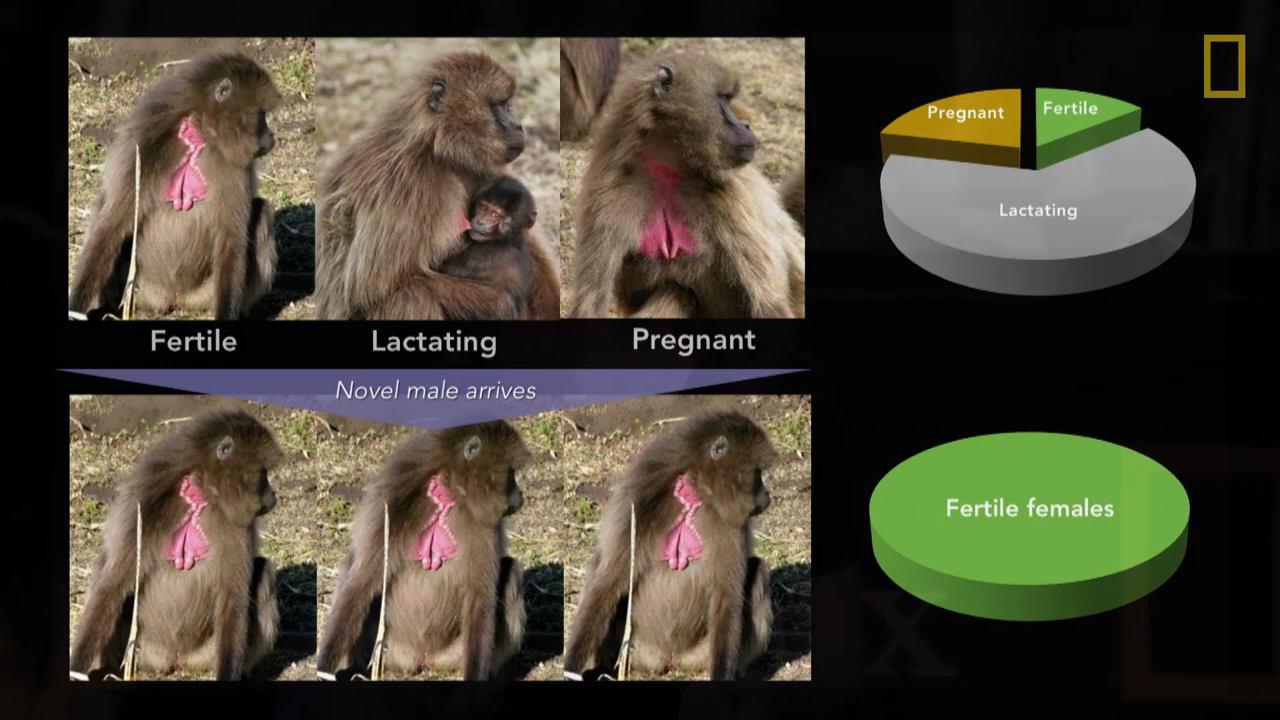 Pregnant
Fertile
Lactating
Fertile
Lactating
Pregnant
Novel male arrives
Fertile females
X